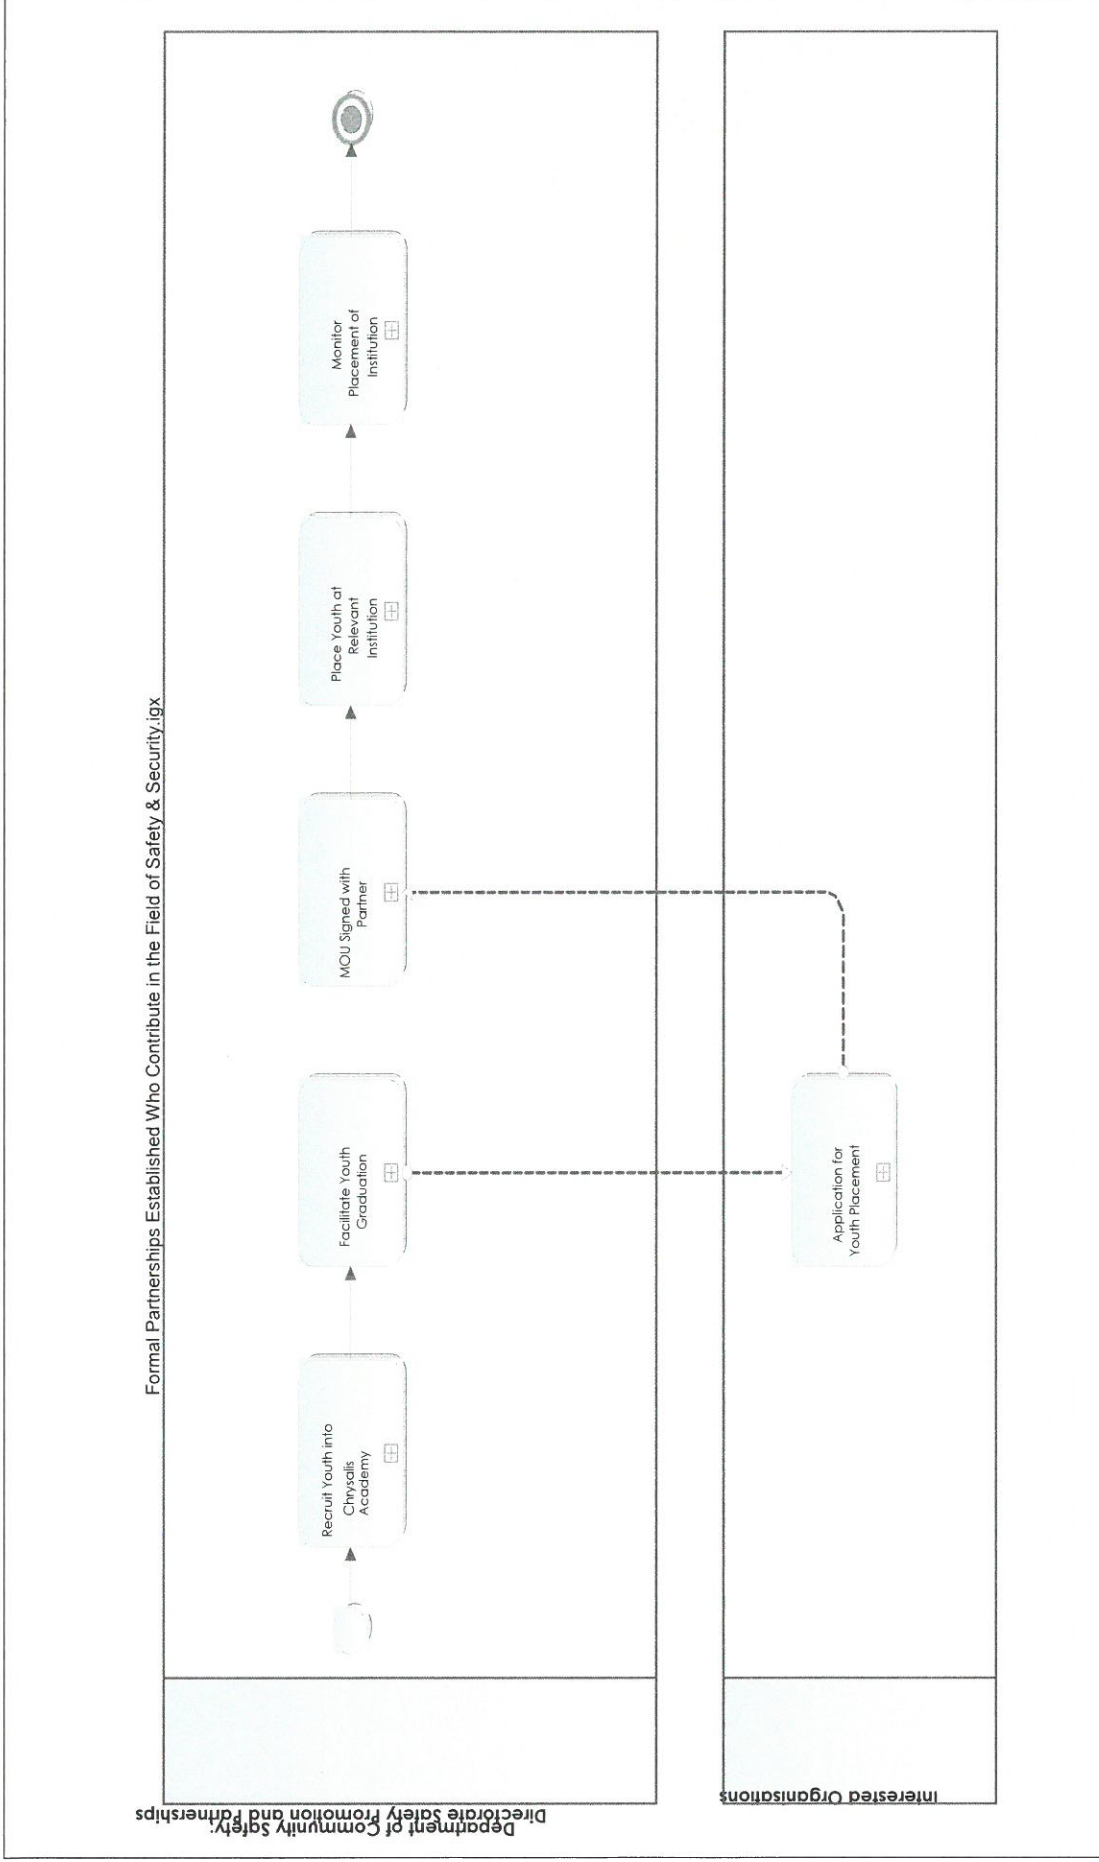 Formal Partnerships Established Who Contribute in the Field of Safety & Security.igx
Department of Community Safety:
Directorate Safety Promotion and Partnerships
Recruit Youth into
Chrysalis
Academy
Facilitate Youth
Graduation
MOU Signed with
Partner
Place Youth at
Relevant
Institution
Monitor
Placement of
Institution
Interested Organisations
Application for
Youth Placement